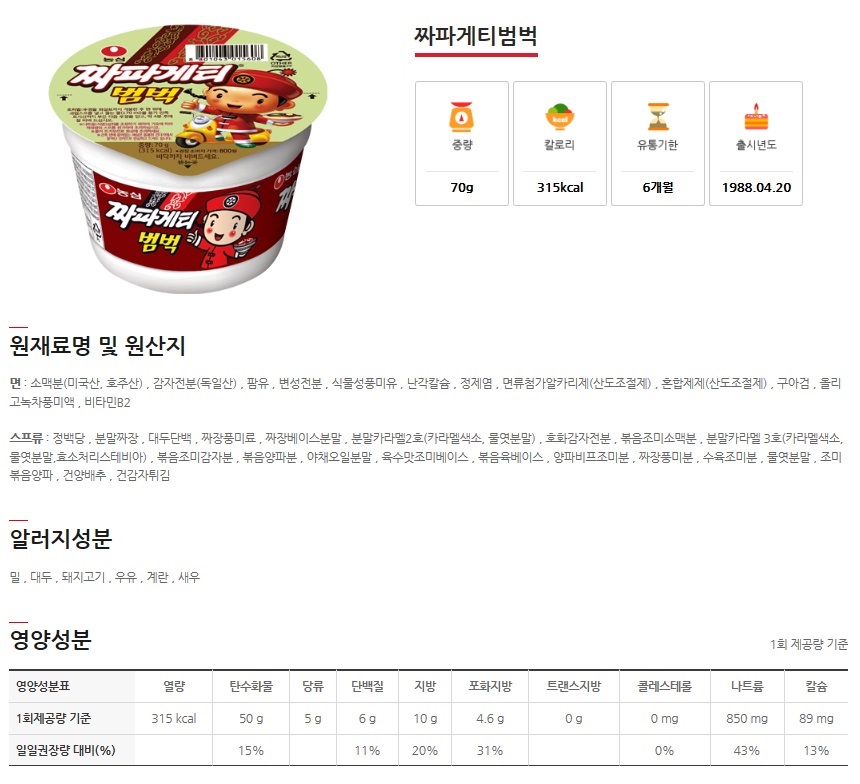 짜파게티범벅
농심
8 801043 015608
짜파게티
범벅
중량: 70 g
(315 kcal)
바닥까지 비벼드세요.
농심
짜파게티
범벅
중량
칼로리
유통기한
출시년도
70g
315kcal
6개월
1988.04.20
원재료명 및 원산지
면 : 소맥분(미국산, 호주산) , 감자전분(독일산) , 팜유 , 변성전분 , 식물성풍미유 , 난각칼슘 , 정제염 , 면류첨가알카리제(산도조절제) , 혼합제제(산도조절제) , 구아검 , 올리
고녹차풍미액 , 비타민B2
스프류 : 정백당 , 분말짜장 , 대두단백 , 짜장풍미료 , 짜장베이스분말 , 분말카라멜2호(카라멜색소, 물엿분말) , 호화감자전분 , 볶음조미소맥분 , 분말카라멜 3호(카라멜색소,
물엿분말,효소처리스테비아) , 볶음조미감자분 , 볶음양파분 , 야채오일분말 , 육수맛조미베이스 , 볶음육베이스 , 양파비프조미분 , 짜장풍미분 , 수육조미분 , 물엿분말 , 조미
볶음양파 , 건양배추 , 건감자튀김
알러지성분
밀 , 대두 , 돼지고기 , 우유 , 계란 , 새우
영양성분
1회 제공량 기준
영양성분표 열량 탄수화물 당류 단백질 지방 포화지방 트랜스지방 콜레스테롤 나트륨 칼슘
1회제공량 기준 315 kcal 50 g 5 g 6 g 10 g 4.6 g 0 g 0 mg 850 mg 89 mg
일일권장량 대비(%) 15% 11% 20% 31% 0% 43% 13%